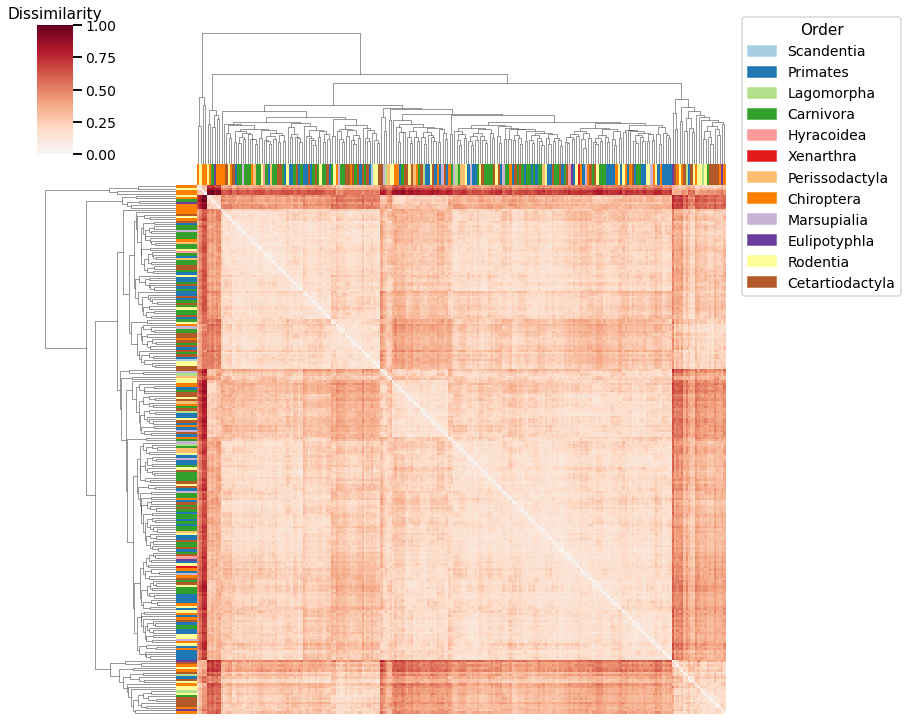 Dissimilarity
1.00
0.75
0.50
0.25
0.00
Order
Scandentia
Primates
Lagomorpha
Carnivora
Hyracoidea
Xenarthra
Perissodactyla
Chiroptera
Marsupialia
Eulipotyphla
Rodentia
Cetartiodactyla